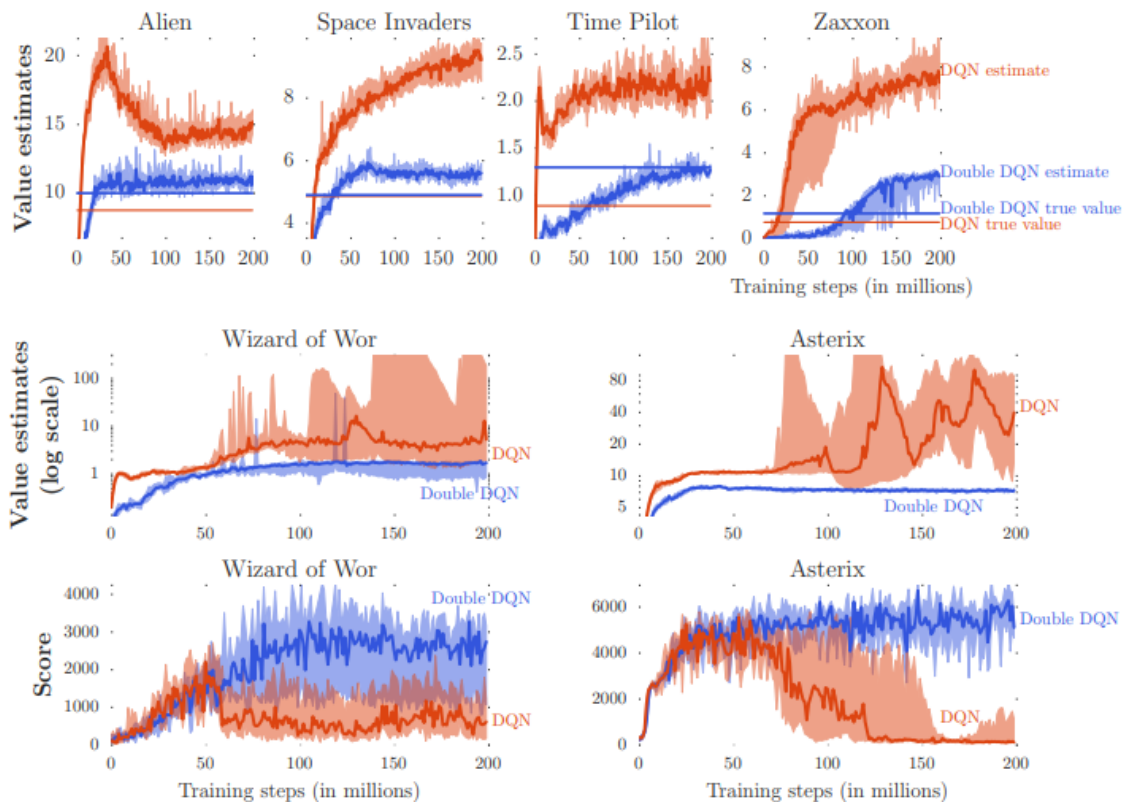 Alien Space Invaders Time Pilot Zaxxon
Value estimates
20
15
10
0 50 100 150 200
8
6
4
0 50 100 150 200
2.5
2.0
1.5
1.0
0 50 100 150 200
8
6
4
2
0
0 50 100 150 200
DQN estimate
Double DQN estimate
Double DQN true value
DQN true value
Training steps (in millions)
Wizard of Wor
Value estimates
(log scale)
100
10
1
DQN
Double DQN
0 50 100 150 200
Asterix
80
40
20
10
5
DQN
Double DQN
0 50 100 150 200
Wizard of Wor
Score
4000
3000
2000
1000
0
Double DQN
DQN
0 50 100 150 200
Training steps (in millions)
Asterix
6000
4000
2000
0
Double DQN
DQN
0 50 100 150 200
Training steps (in millions)